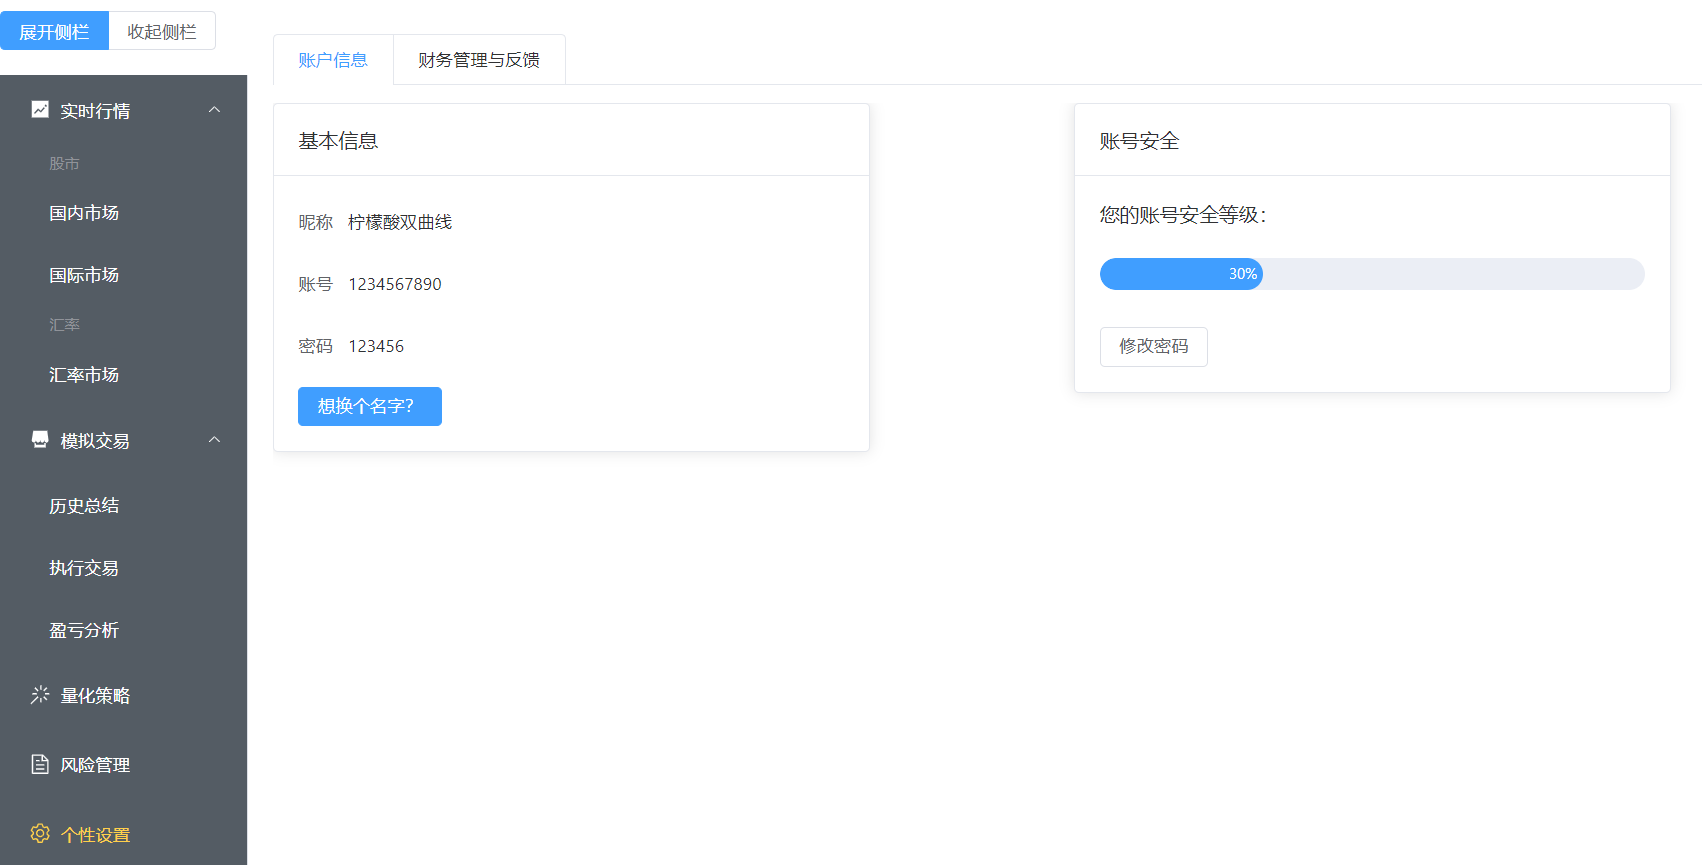 展开侧栏 收起侧栏
实时行情
股市
国内市场
国际市场
汇率
汇率市场
模拟交易
历史总结
执行交易
盈亏分析
量化策略
风险管理
个性设置
账户信息 财务管理与反馈
基本信息
昵称 柠檬酸双曲线
账号 1234567890
密码 123456
想换个名字?
账号安全
您的账号安全等级:
30%
修改密码